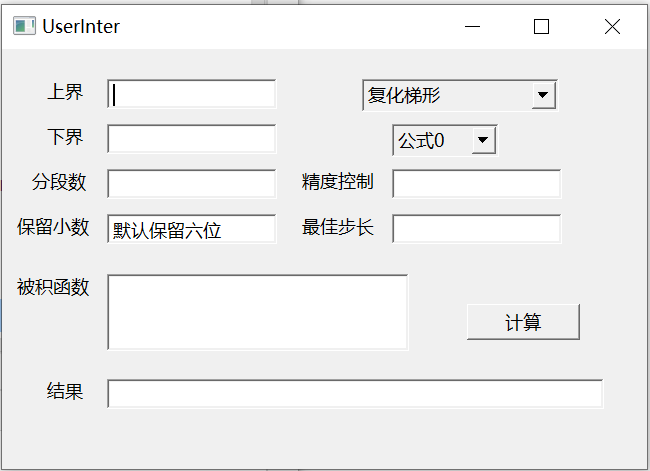 UserInter
上界
复化梯形
下界
公式0
分段数
精度控制
保留小数 默认保留六位
最佳步长
被积函数
计算
结果